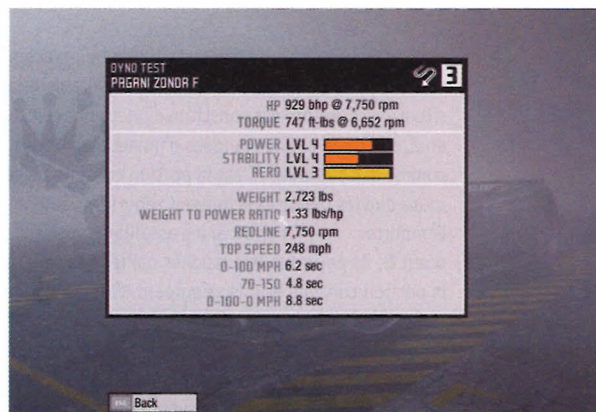 DYNO TEST
PAGANI ZONDA F
3
HP 929 bhp @ 7,750 rpm
TORQUE 747 ft-lbs @ 6,652 rpm
POWER LVL 4
STABILITY LVL 4
AERO LVL 3
WEIGHT 2,723 lbs
WEIGHT TO POWER RATIO 1.33 lbs/hp
REDLINE 7,750 rpm
TOP SPEED 248 mph
0-100 MPH 6.2 sec
70-150 4.8 sec
0-100-0 MPH 8.8 sec
Back